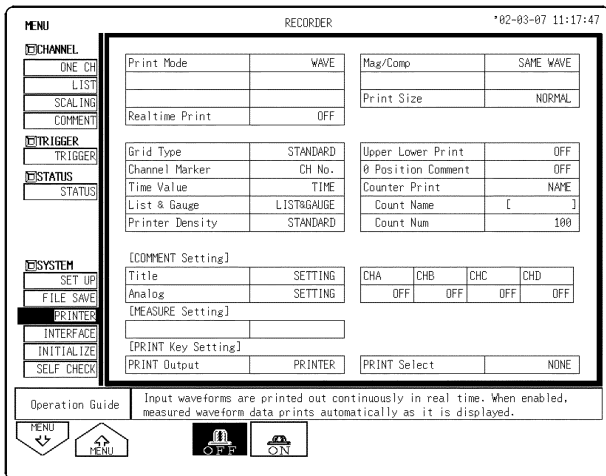 MENU RECORDER '02-03-07 11:17:47
CHANNEL
ONE CH
LIST
SCALING
COMMENT
TRIGGER
TRIGGER
STATUS
STATUS
SYSTEM
SET UP
FILE SAVE
PRINTER
INTERFACE
INITIALIZE
SELF CHECK
Print Mode WAVE Mag/Comp SAME WAVE
Print Size NORMAL
Realtime Print OFF
Grid Type STANDARD Upper Lower Print OFF
Channel Marker CH No. 0 Position Comment OFF
Time Value TIME Counter Print NAME
List & Gauge LIST&GAUGE Count Name [ ]
Printer Density STANDARD Count Num 100
[COMMENT Setting]
Title SETTING CHA CHB CHC CHD
Analog SETTING OFF OFF OFF OFF
[MEASURE Setting]
[PRINT Key Setting]
PRINT Output PRINTER PRINT Select NONE
Operation Guide
Input waveforms are printed out continuously in real time. When enabled,
measured waveform data prints automatically as it is displayed.
MENU MENU OFF ON